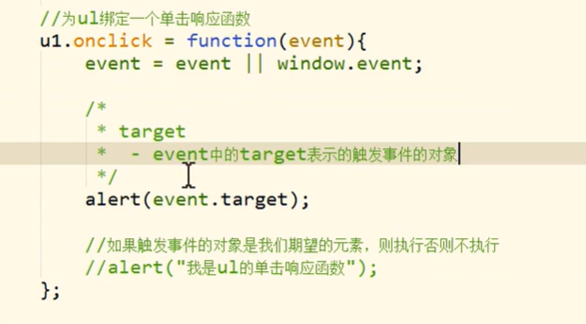 //为ul绑定一个单击响应函数
u1.onclick = function(event){
event = event || window.event;
/*
* target
* - event中的target表示的触发事件的对象
*/
alert(event.target);
//如果触发事件的对象是我们期望的元素，则执行否则不执行
//alert("我是ul的单击响应函数");
};